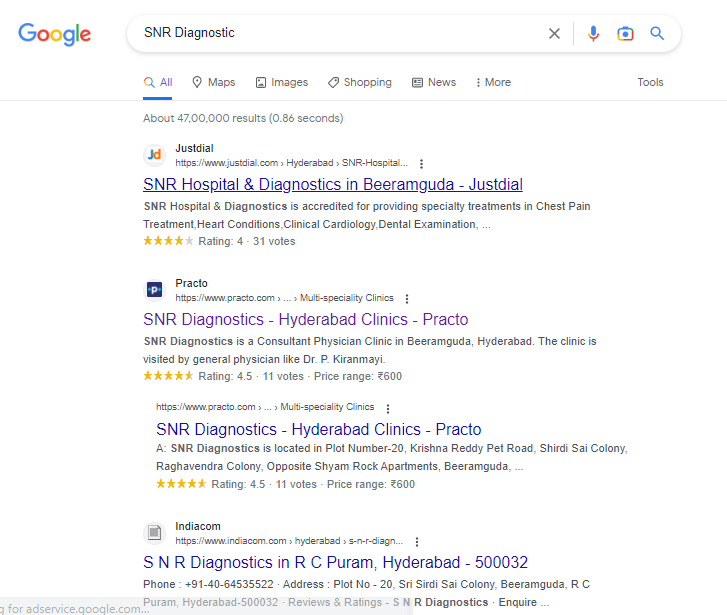 Google
SNR Diagnostic
All Maps Images Shopping News More Tools
About 47,00,000 results (0.86 seconds)
Jd
Justdial
https://www.justdial.com › Hyderabad › SNR-Hospital...
SNR Hospital & Diagnostics in Beeramguda - Justdial
SNR Hospital & Diagnostics is accredited for providing specialty treatments in Chest Pain
Treatment,Heart Conditions,Clinical Cardiology,Dental Examination, ...
Rating: 4 · 31 votes
Practo
https://www.practo.com › ... › Multi-speciality Clinics
SNR Diagnostics - Hyderabad Clinics - Practo
SNR Diagnostics is a Consultant Physician Clinic in Beeramguda, Hyderabad. The clinic is
visited by general physician like Dr. P. Kiranmayi.
Rating: 4.5 · 11 votes · Price range: ₹600
https://www.practo.com › ... › Multi-speciality Clinics
SNR Diagnostics - Hyderabad Clinics - Practo
A: SNR Diagnostics is located in Plot Number-20, Krishna Reddy Pet Road, Shirdi Sai Colony,
Raghavendra Colony, Opposite Shyam Rock Apartments, Beeramguda, ...
Rating: 4.5 · 11 votes · Price range: ₹600
Indiacom
https://www.indiacom.com › hyderabad › s-n-r-diagn...
S N R Diagnostics in R C Puram, Hyderabad - 500032
Phone : +91-40-64535522 · Address : Plot No - 20, Sri Sirdi Sai Colony, Beeramguda, R C
Puram, Hyderabad-500032 · Reviews & Ratings - S N R Diagnostics · Enquire ...
g for adservice.google.com...